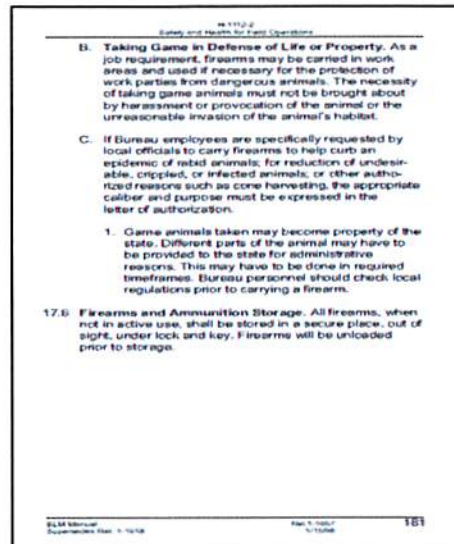 H-1112-2
Safety and Health for Field Operations
B. Taking Game in Defense of Life or Property. As a
job requirement, firearms may be carried in work
areas and used if necessary for the protection of
work parties from dangerous animals. The necessity
of taking game animals must not be brought about
by harassment or provocation of the animal or the
unreasonable invasion of the animal's habitat.
C. If Bureau employees are specifically requested by
local officials to carry firearms to help curb an
epidemic of rabid animals; for reduction of undesir-
able, crippled, or infected animals; or other autho-
rized reasons such as cone harvesting, the appropriate
caliber and purpose must be expressed in the
letter of authorization.
1. Game animals taken may become property of the
state. Different parts of the animal may have to
be provided to the state for administrative
reasons. This may have to be done in required
timeframes. Bureau personnel should check local
regulations prior to carrying a firearm.
17.6 Firearms and Ammunition Storage. All firearms, when
not in active use, shall be stored in a secure place, out of
sight, under lock and key. Firearms will be unloaded
prior to storage.
BLM Manual
Supersedes Rel.
161